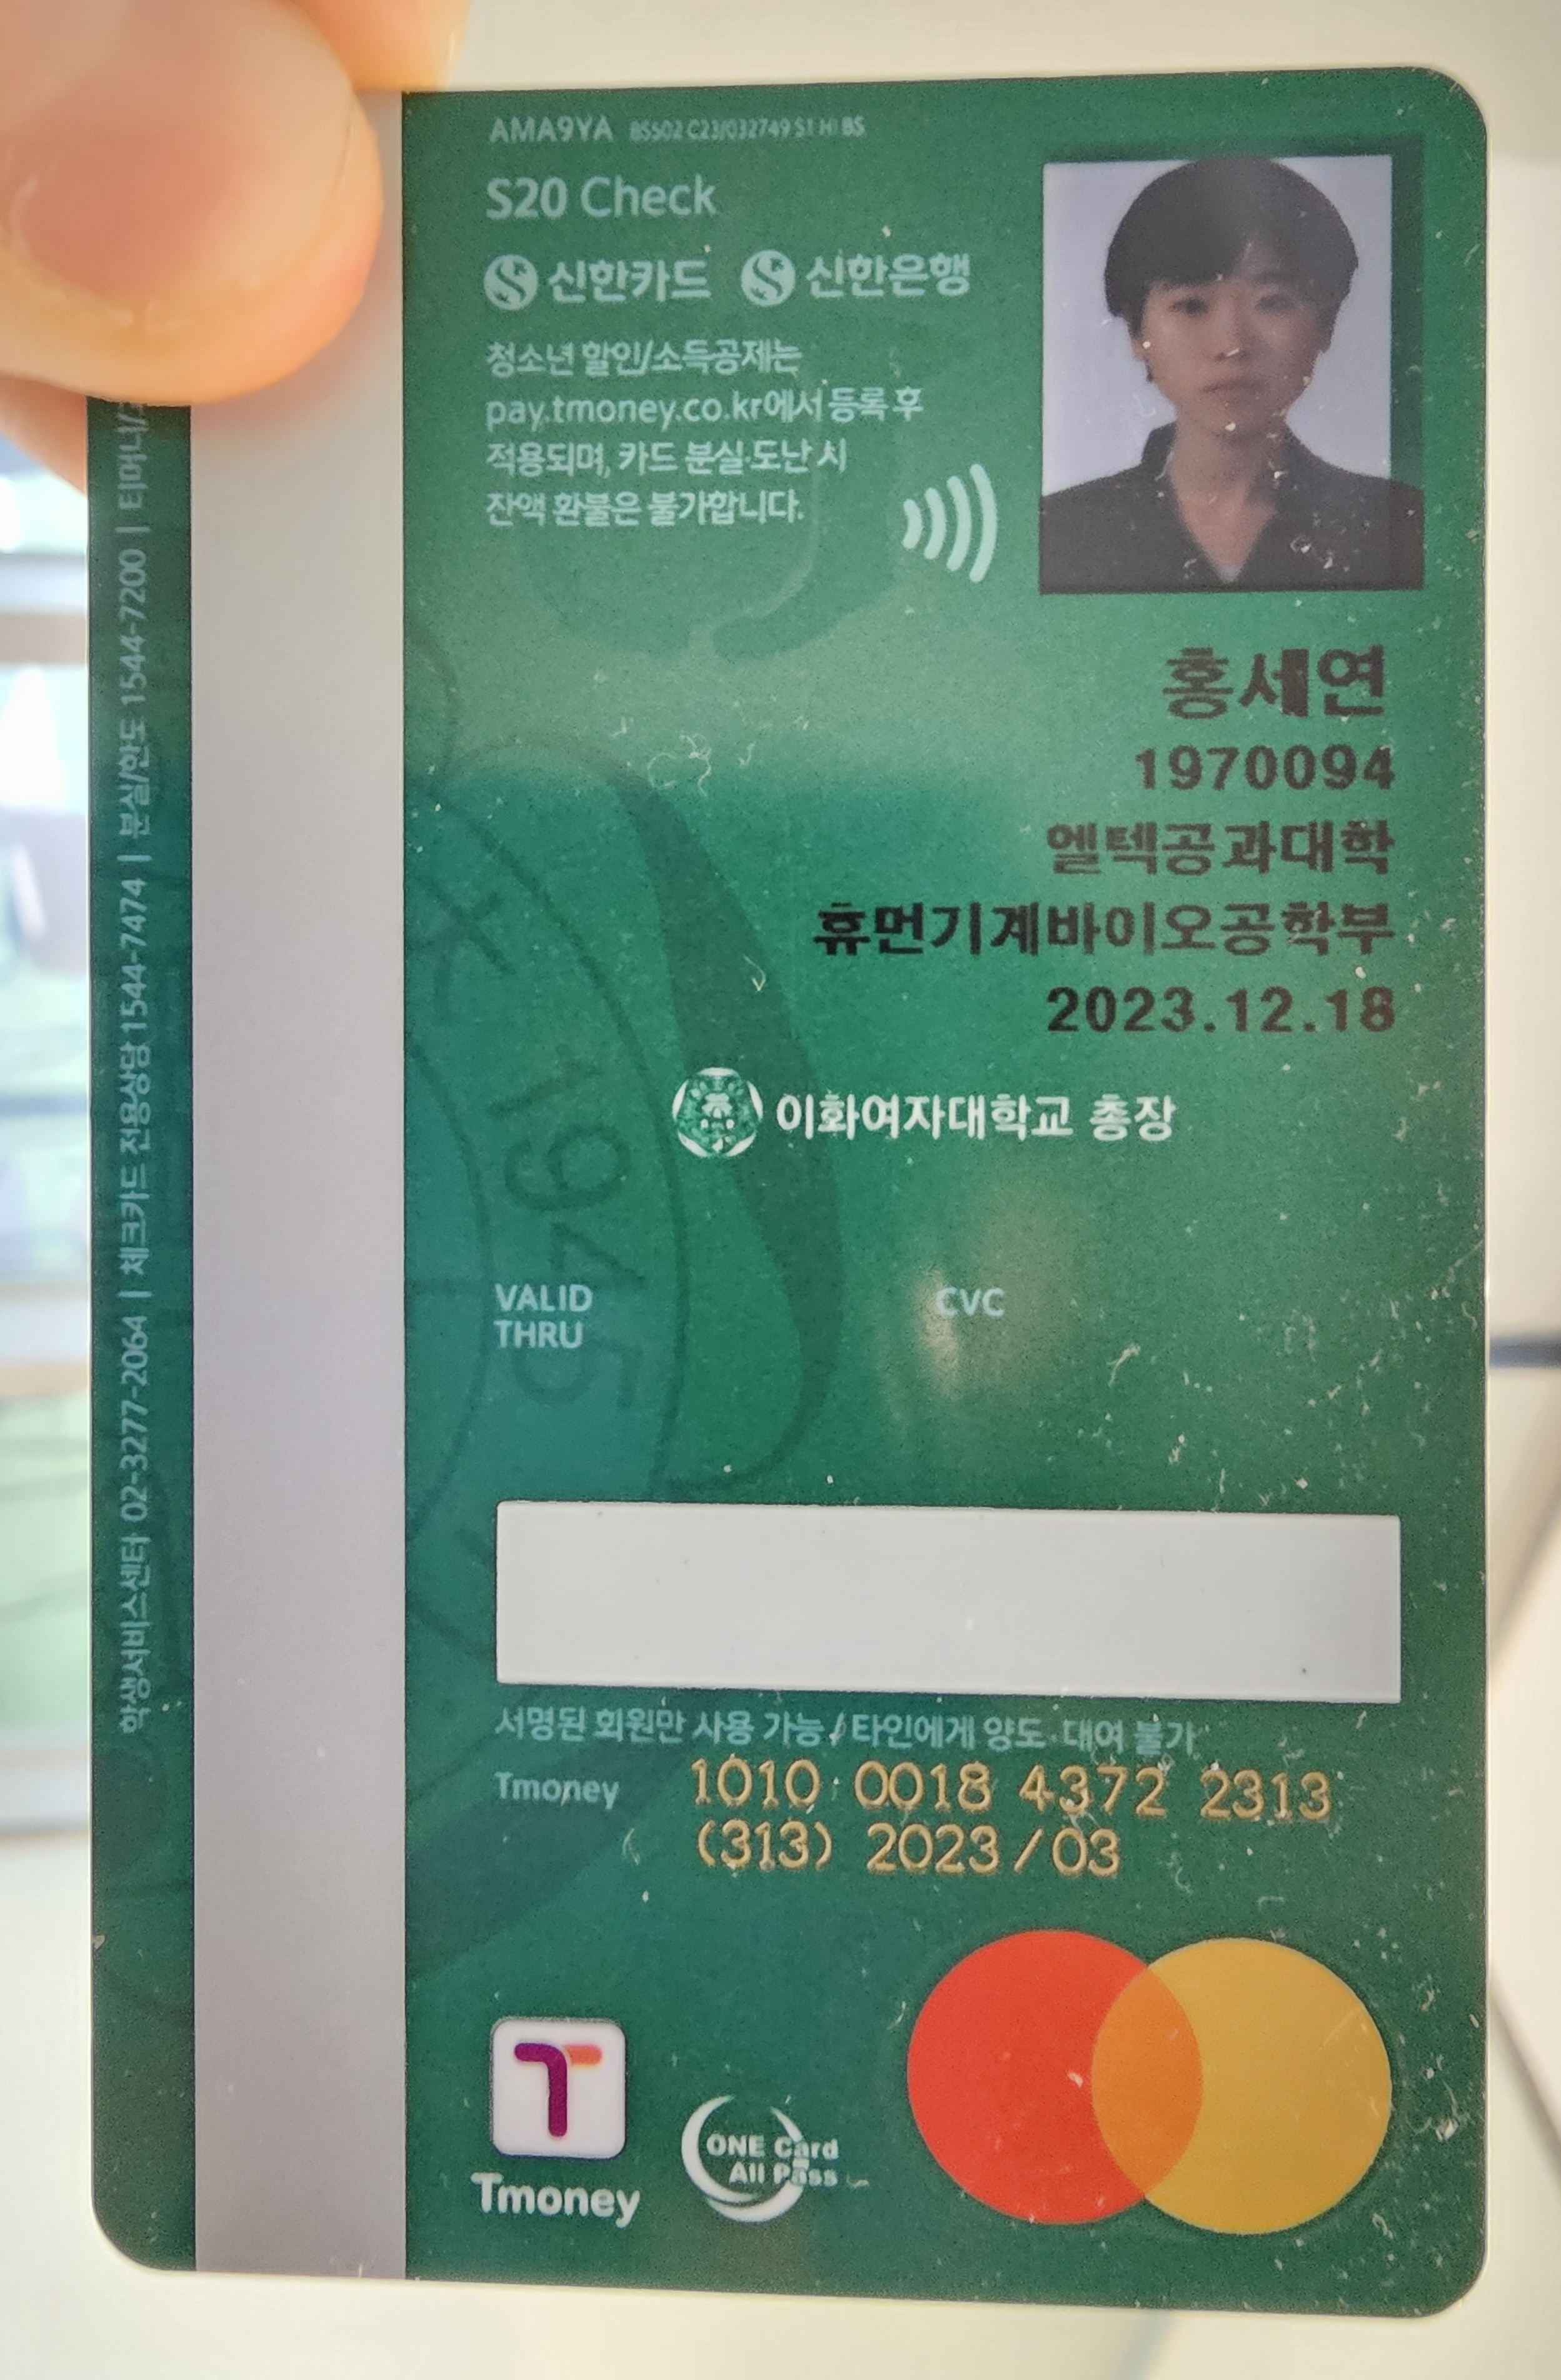 AMA9YA
S20 Check
신한카드 신한은행
청소년 할인/소득공제는
pay.tmoney.co.kr에서 등록 후
적용되며, 카드 분실·도난 시
잔액 환불은 불가합니다.
홍세연
1970094
엘텍공과대학
휴먼기계바이오공학부
2023.12.18
이화여자대학교 총장
1945
VALID
THRU
CVC
서명된 회원만 사용 가능 / 타인에게 양도·대여 불가
Tmoney 1010 0018 4372 2313
(313) 2023/03
Tmoney
ONE Card
All Pass
학생서비스센터 02-3277-2064 | 체크카드 전용상담 1544-7474 | 분실/한도 1544-7200 | 티머니/